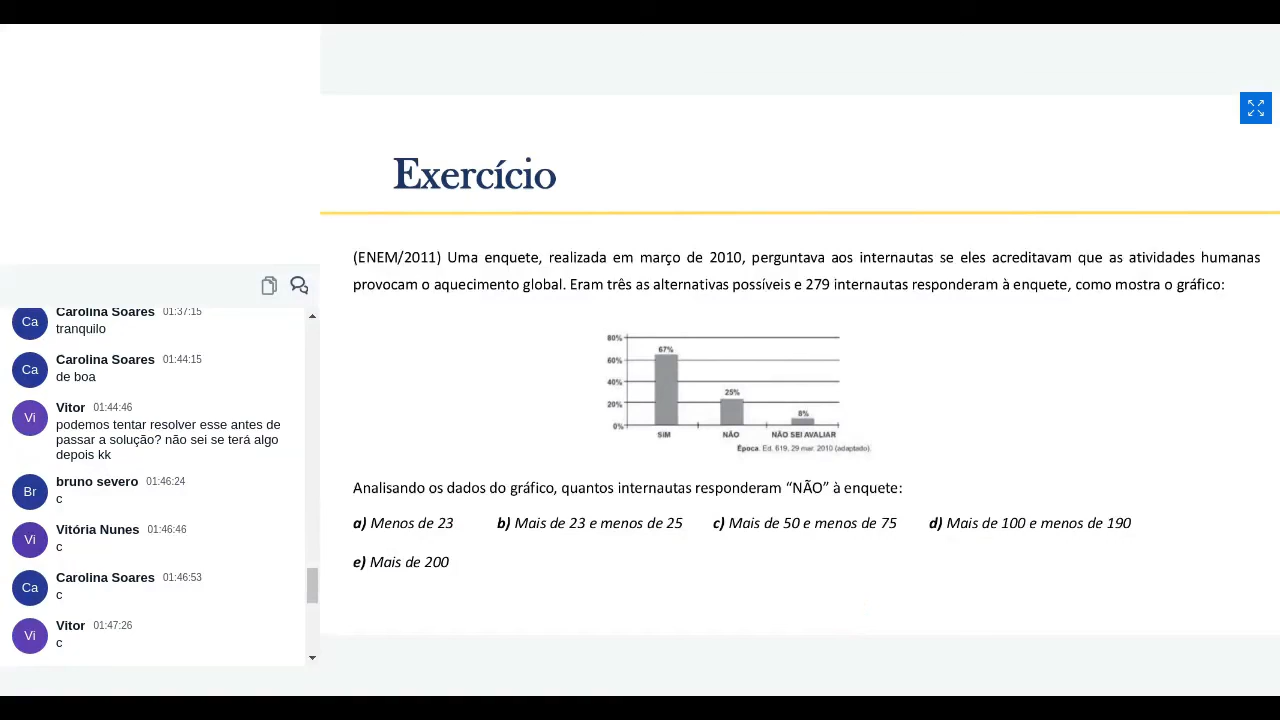 Ca
Carolina Soares 01:37:15
tranquilo
Ca
Carolina Soares 01:44:15
de boa
Vi
Vitor 01:44:46
podemos tentar resolver esse antes de
passar a solução? não sei se terá algo
depois kk
Br
bruno severo 01:46:24
c
Vi
Vitória Nunes 01:46:46
c
Ca
Carolina Soares 01:46:53
c
Vi
Vitor 01:47:26
c
Exercício
(ENEM/2011) Uma enquete, realizada em março de 2010, perguntava aos internautas se eles acreditavam que as atividades humanas
provocam o aquecimento global. Eram três as alternativas possíveis e 279 internautas responderam à enquete, como mostra o gráfico:
80%
67%
60%
40%
25%
20%
8%
0%
SIM NÃO NÃO SEI AVALIAR
Época. Ed. 619, 29 mar. 2010 (adaptado).
Analisando os dados do gráfico, quantos internautas responderam “NÃO” à enquete:
a) Menos de 23 b) Mais de 23 e menos de 25 c) Mais de 50 e menos de 75 d) Mais de 100 e menos de 190
e) Mais de 200